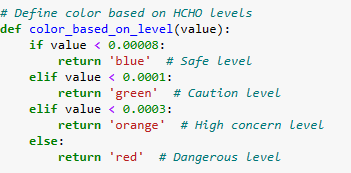 # Define color based on HCHO levels
def color_based_on_level(value):
    if value < 0.00008:
        return 'blue'  # Safe level
    elif value < 0.0001:
        return 'green'  # Caution level
    elif value < 0.0003:
        return 'orange'  # High concern level
    else:
        return 'red'  # Dangerous level